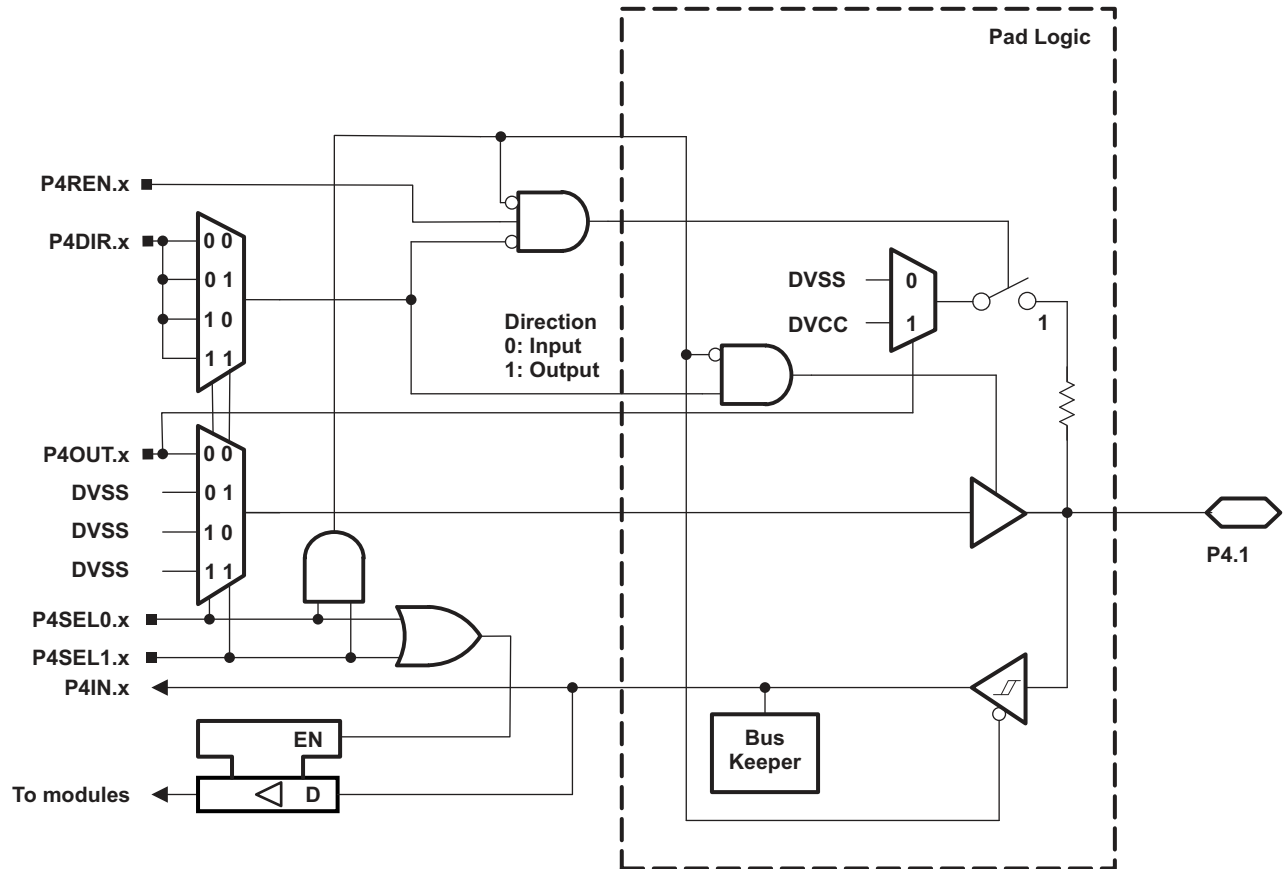 Pad Logic
P4REN.x
P4DIR.x
0 0
0 1
1 0
1 1
Direction
0: Input
1: Output
DVSS
0
DVCC
1
1
P4OUT.x
0 0
DVSS
0 1
DVSS
1 0
DVSS
1 1
P4.1
P4SEL0.x
P4SEL1.x
P4IN.x
EN
Bus
Keeper
To modules
D